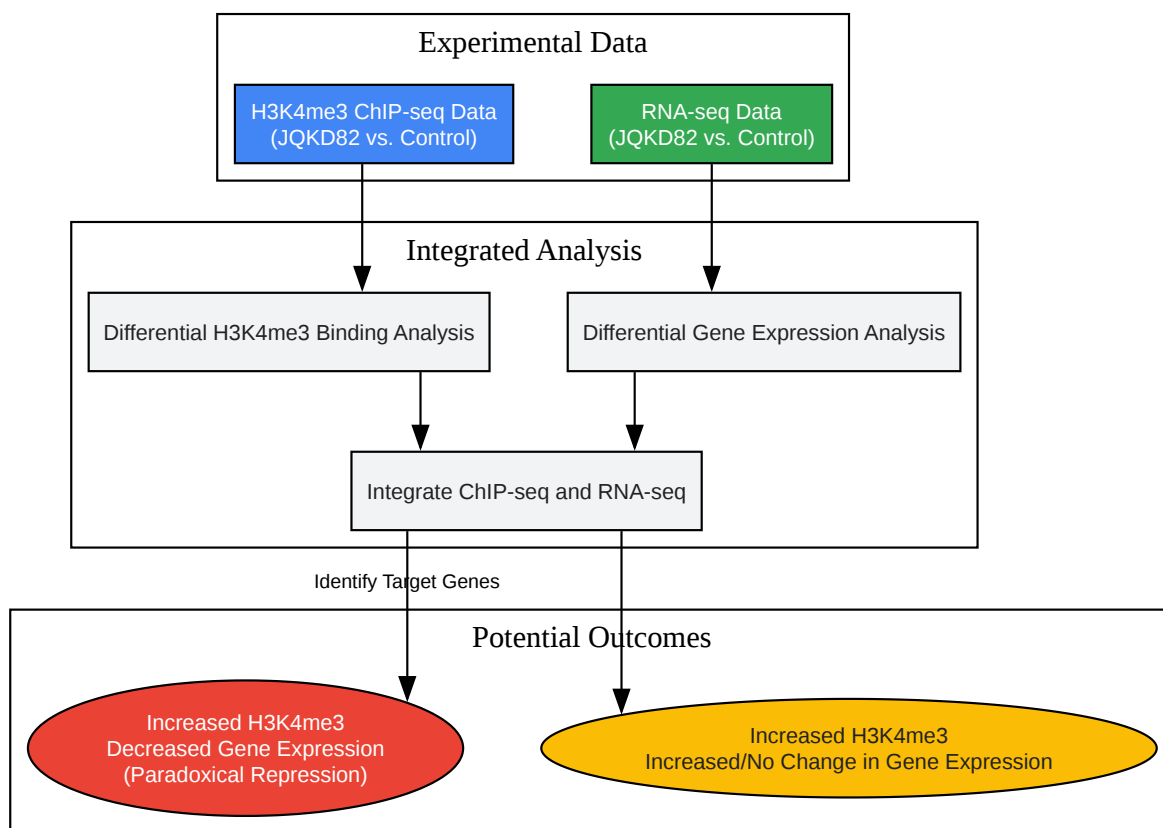 Experimental Data
H3K4me3 ChIP-seq Data
(JQKD82 vs. Control)
RNA-seq Data
(JQKD82 vs. Control)
Integrated Analysis
Differential H3K4me3 Binding Analysis
Differential Gene Expression Analysis
Integrate ChIP-seq and RNA-seq
Identify Target Genes
Potential Outcomes
Increased H3K4me3
Decreased Gene Expression
(Paradoxical Repression)
Increased H3K4me3
Increased/No Change in Gene Expression